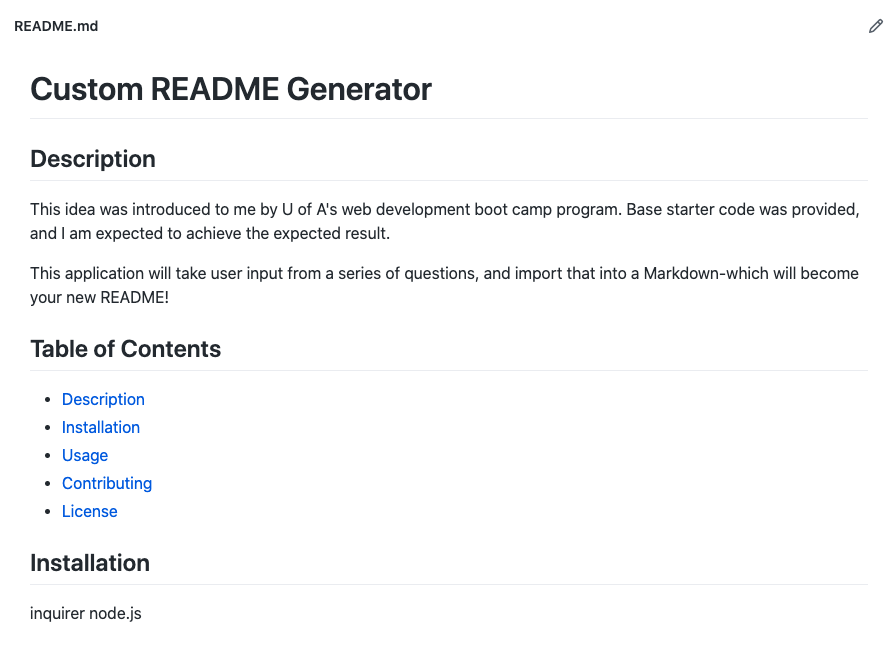 README.md
Custom README Generator
Description
This idea was introduced to me by U of A's web development boot camp program. Base starter code was provided,
and I am expected to achieve the expected result.
This application will take user input from a series of questions, and import that into a Markdown-which will become
your new README!
Table of Contents
Description
Installation
Usage
Contributing
License
Installation
inquirer node.js